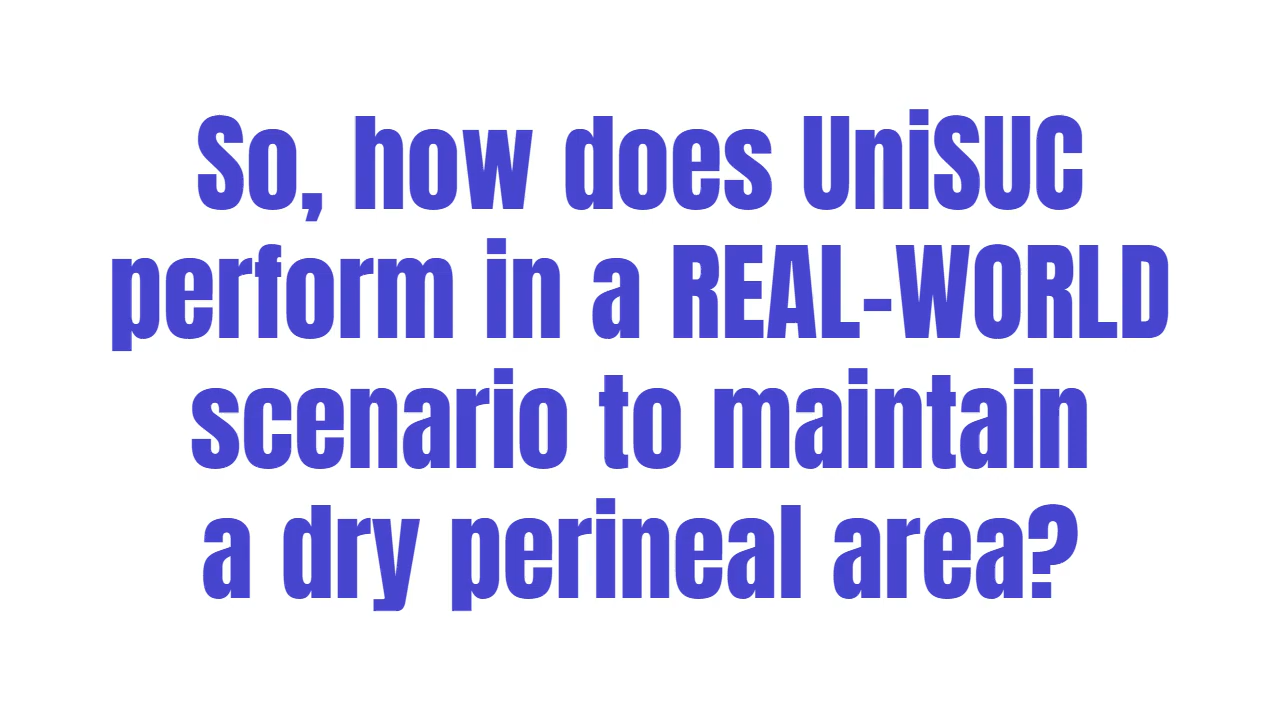 So, how does UniSUC
perform in a REAL-WORLD
scenario to maintain
a dry perineal area?